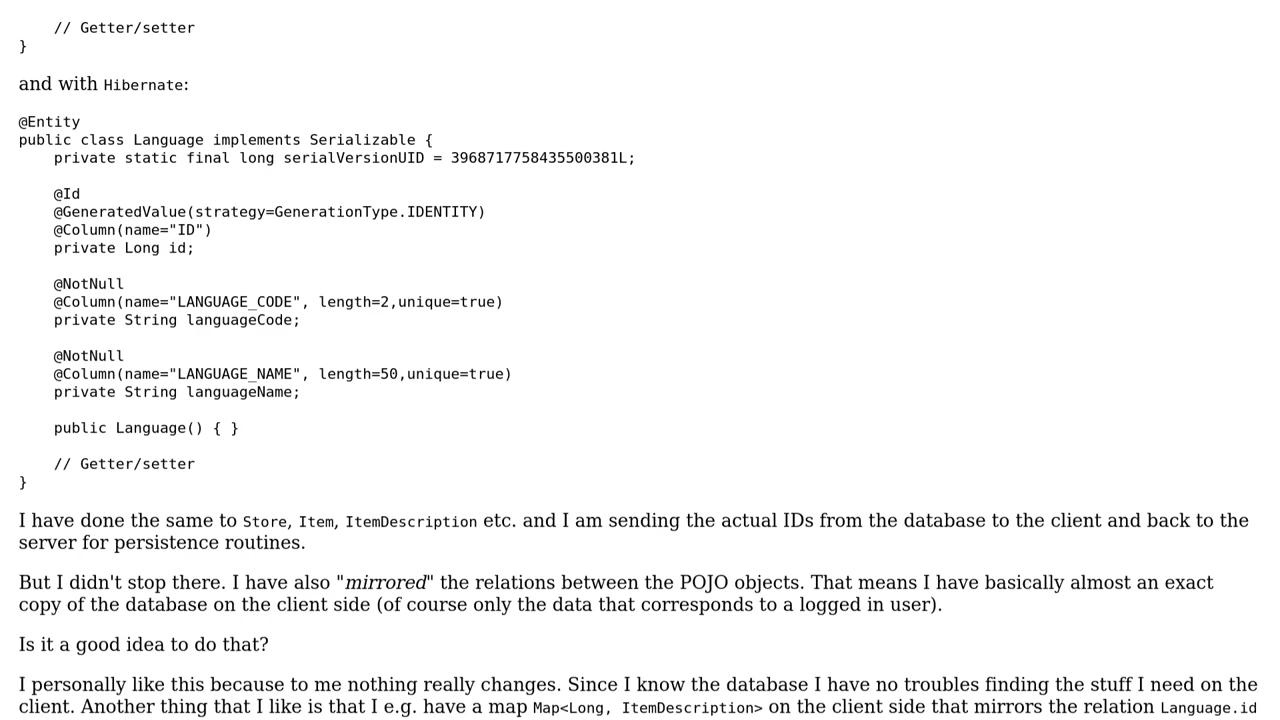 // Getter/setter
}
and with Hibernate:
@Entity
public class Language implements Serializable {
    private static final long serialVersionUID = 3968717758435500381L;
    @Id
    @GeneratedValue(strategy=GenerationType.IDENTITY)
    @Column(name="ID")
    private Long id;
    @NotNull
    @Column(name="LANGUAGE_CODE", length=2,unique=true)
    private String languageCode;
    @NotNull
    @Column(name="LANGUAGE_NAME", length=50,unique=true)
    private String languageName;
    public Language() { }
    // Getter/setter
}
I have done the same to Store, Item, ItemDescription etc. and I am sending the actual IDs from the database to the client and back to the
server for persistence routines.
But I didn't stop there. I have also "mirrored" the relations between the POJO objects. That means I have basically almost an exact
copy of the database on the client side (of course only the data that corresponds to a logged in user).
Is it a good idea to do that?
I personally like this because to me nothing really changes. Since I know the database I have no troubles finding the stuff I need on the
client. Another thing that I like is that I e.g. have a map Map<Long, ItemDescription> on the client side that mirrors the relation Language.id